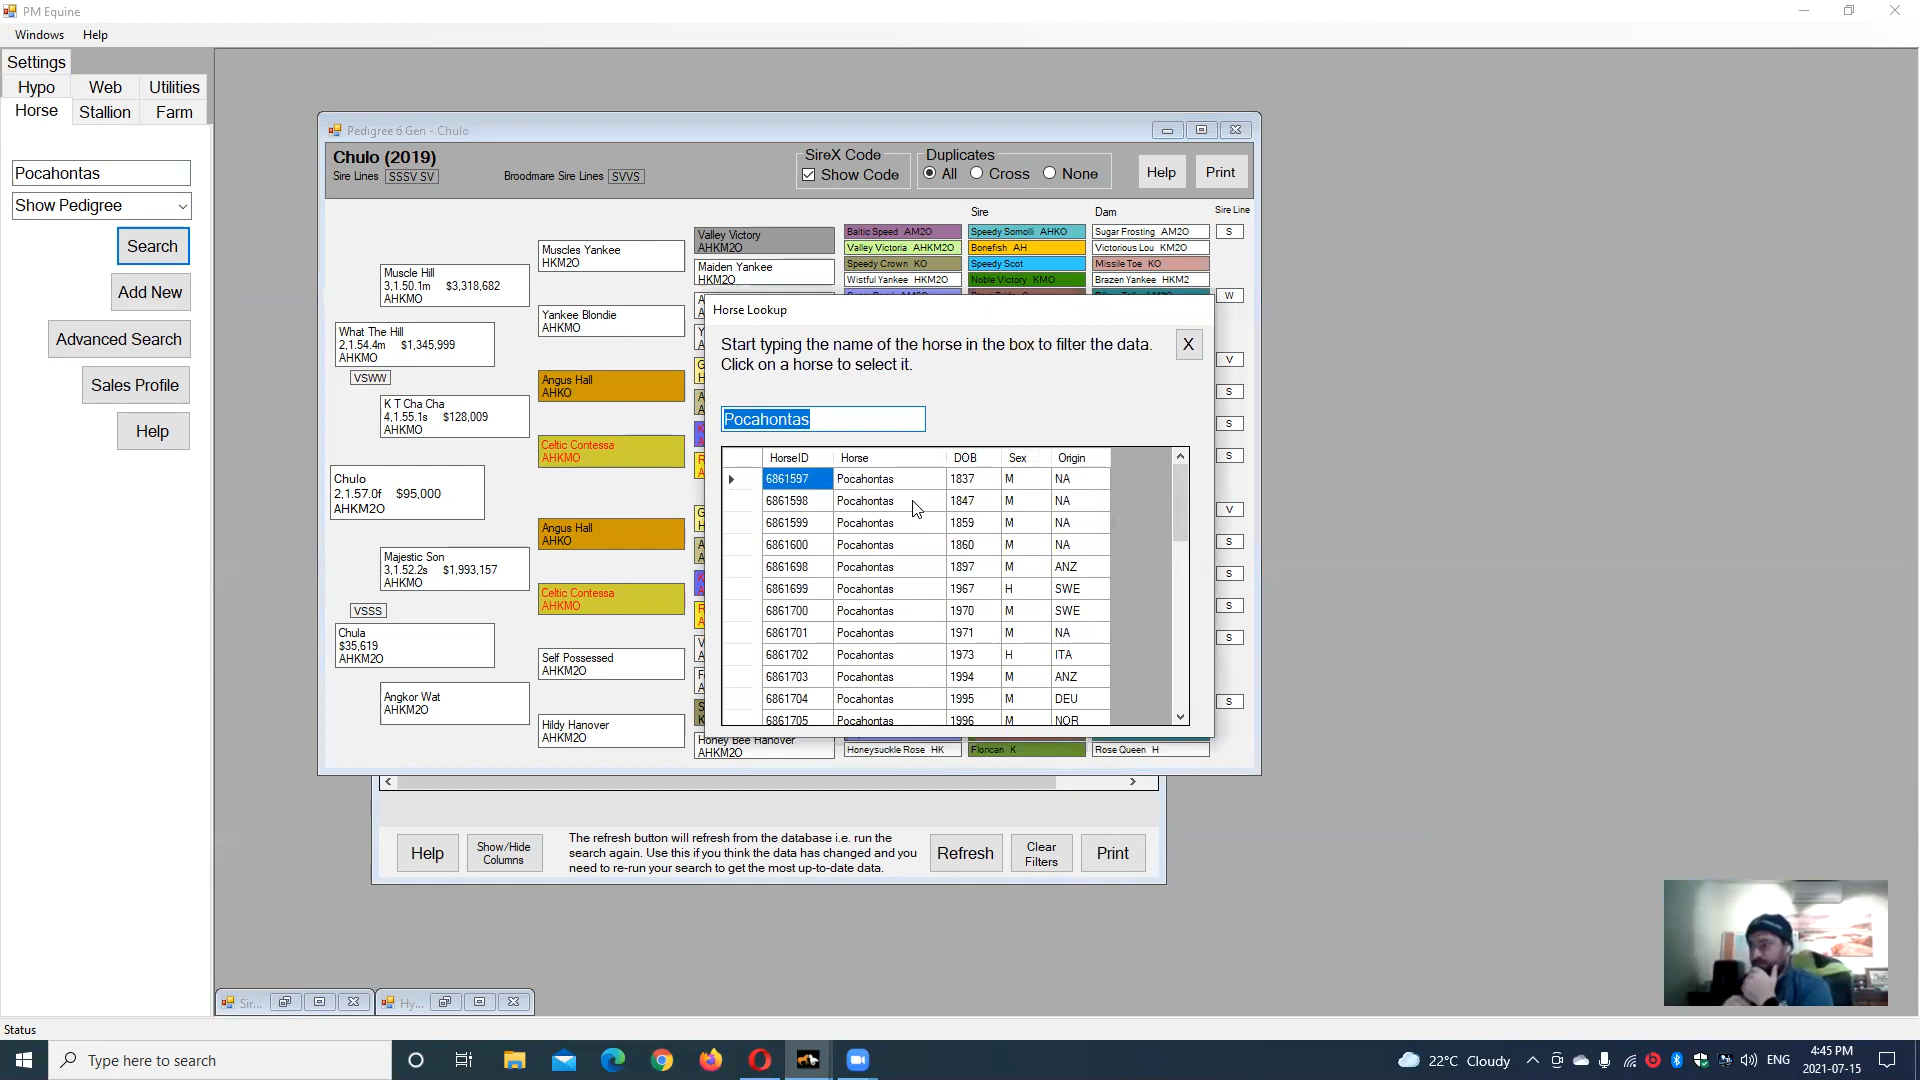 PM Equine
Windows Help
Settings
Hypo Web Utilities
Horse Stallion Farm
Pocahontas
Show Pedigree
Search
Add New
Advanced Search
Sales Profile
Help
Pedigree 6 Gen - Chulo
Chulo (2019)
Sire Lines SSSV SV
Broodmare Sire Lines SVVS
SireX Code
Show Code
Duplicates
All Cross None
Help
Print
Sire Dam Sire Line
Chulo
2,1.57.0f $95,000
AHKM2O
What The Hill
2,1.54.4m $1,345,999
AHKMO
VSWW
Chula
$35,619
AHKM2O
VSSS
Muscle Hill
3,1.50.1m $3,318,682
AHKMO
K T Cha Cha
4,1.55.1s $128,009
AHKMO
Majestic Son
3,1.52.2s $1,993,157
AHKMO
Angkor Wat
AHKM2O
Muscles Yankee
HKM2O
Yankee Blondie
AHKMO
Angus Hall
AHKO
Celtic Contessa
AHKMO
Angus Hall
AHKO
Celtic Contessa
AHKMO
Self Possessed
AHKM2O
Hildy Hanover
AHKM2O
Valley Victory
AHKM2O
Maiden Yankee
HKM2O
Honey Bee Hanover
AHKM2O
Baltic Speed AM2O Speedy Somolli AHKO Sugar Frosting AM2O S
Valley Victoria AHKM2O Bonefish AH Victorious Lou KM2O
Speedy Crown KO Speedy Scot Missile Toe KO
Wistful Yankee HKM2O Noble Victory KMO Brazen Yankee HKM2
W
V
S
S
S
V
S
S
S
S
S
Honeysuckle Rose HK Florican K Rose Queen H
Horse Lookup
Start typing the name of the horse in the box to filter the data.
Click on a horse to select it.
X
Pocahontas
HorseID Horse DOB Sex Origin
6861597 Pocahontas 1837 M NA
6861598 Pocahontas 1847 M NA
6861599 Pocahontas 1859 M NA
6861600 Pocahontas 1860 M NA
6861698 Pocahontas 1897 M ANZ
6861699 Pocahontas 1967 H SWE
6861700 Pocahontas 1970 M SWE
6861701 Pocahontas 1971 M NA
6861702 Pocahontas 1973 H ITA
6861703 Pocahontas 1994 M ANZ
6861704 Pocahontas 1995 M DEU
6861705 Pocahontas 1996 M NOR
Help
Show/Hide
Columns
The refresh button will refresh from the database i.e. run the
search again. Use this if you think the data has changed and you
need to re-run your search to get the most up-to-date data.
Refresh
Clear
Filters
Print
Sir... Hy...
Status
Type here to search
22°C Cloudy
ENG
4:45 PM
2021-07-15